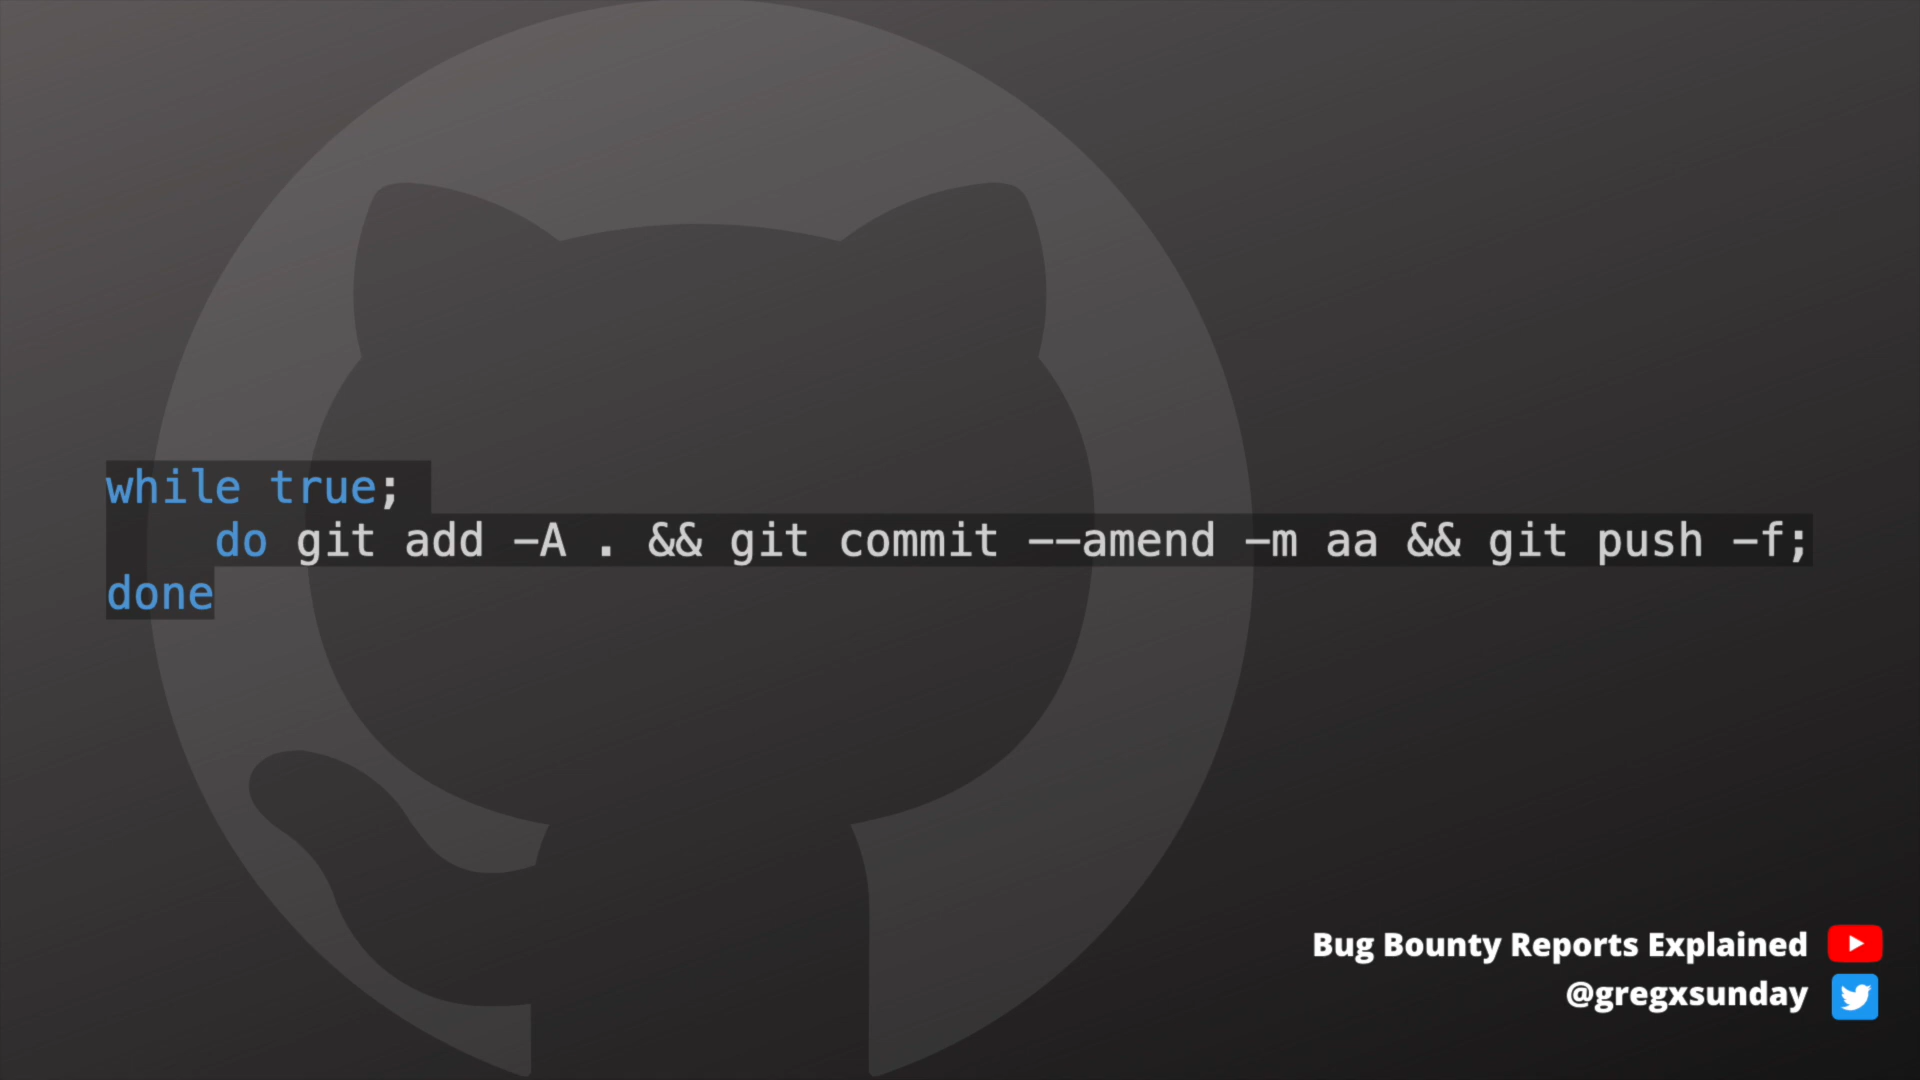 while true;
    do git add -A . && git commit --amend -m aa && git push -f;
done
Bug Bounty Reports Explained
@gregxsunday